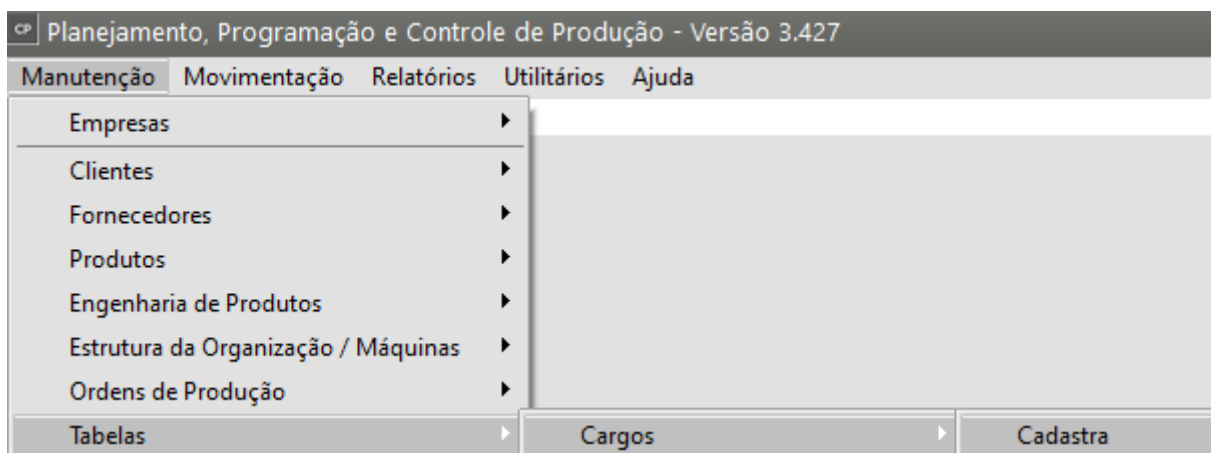 CP Planejamento, Programação e Controle de Produção - Versão 3.427
Manutenção Movimentação Relatórios Utilitários Ajuda
Empresas
Clientes
Fornecedores
Produtos
Engenharia de Produtos
Estrutura da Organização / Máquinas
Ordens de Produção
Tabelas Cargos Cadastra